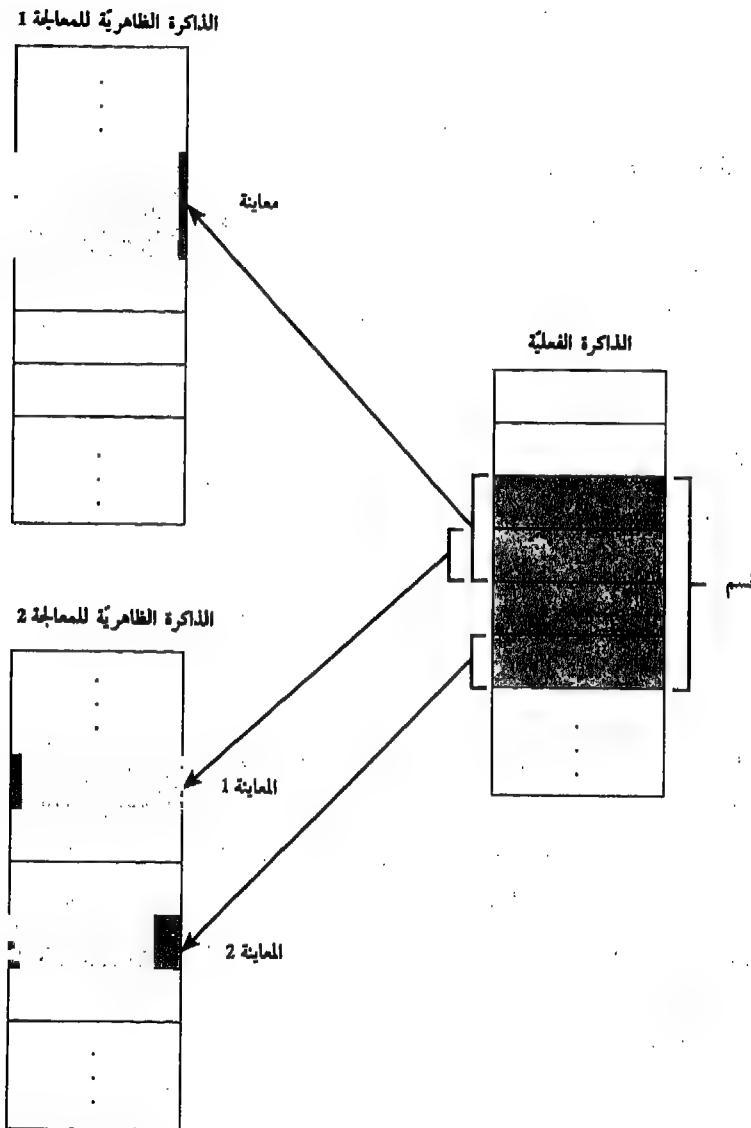 الذاكرة الظاهريّة للمعالجة 1
معاينة
الذاكرة الفعليّة
الذاكرة الظاهريّة للمعالجة 2
المعاينة 1
المعاينة 2